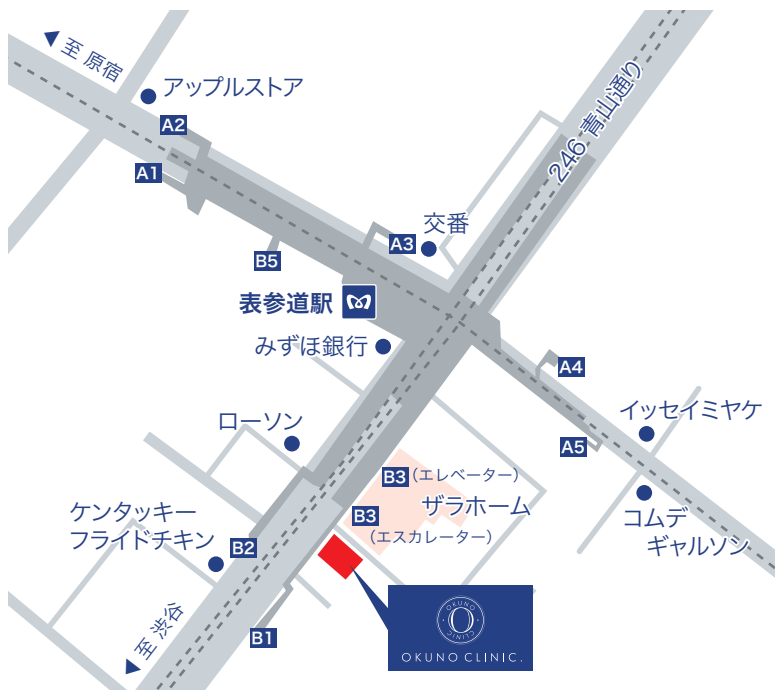 至 原宿
アップルストア
A2
A1
246 青山通り
交番
A3
B5
表参道駅
みずほ銀行
A4
イッセイミヤケ
ローソン
A5
B3 (エレベーター)
ザラホーム
B3
(エスカレーター)
コムデ
ギャルソン
ケンタッキー
フライドチキン
B2
至 渋谷
B1
OKUNO
CLINIC
OKUNO CLINIC.